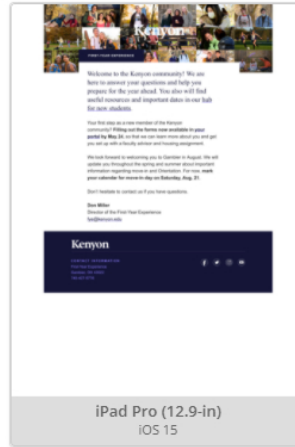 Kenyon
FIRST-YEAR EXPERIENCE
Welcome to the Kenyon community! We are
here to answer your questions and help you
prepare for the year ahead. You also will find
useful resources and important dates in our hub
for new students.
Your first step as a new member of the Kenyon
community? Filling out the forms now available in your
portal by May 24, so that we can learn more about you and get
you set up with a faculty advisor and housing assignment.
We look forward to welcoming you to Gambier in August. We will
update you throughout the spring and summer about important
information regarding move-in and Orientation. For now, mark
your calendar for move-in day on Saturday, Aug. 21.
Don't hesitate to contact us if you have questions.
Don Miller
Director of the First-Year Experience
Kenyon
CONTACT INFORMATION
First-Year Experience
iPad Pro (12.9-in)
iOS 15